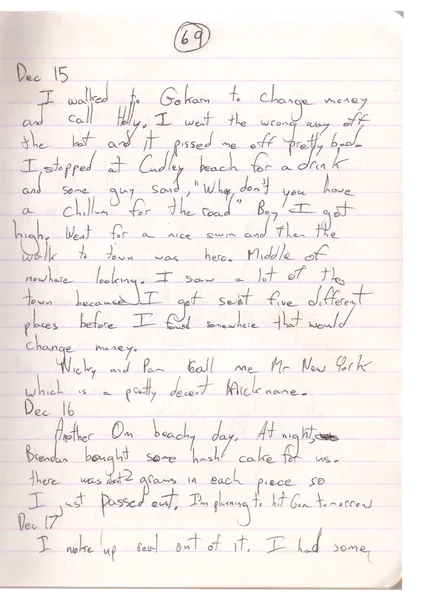 69
Dec 15
I walked to Gokarn to change money
and call Holly. I went the wrong way off
the bat and it pissed me off pretty bad.
I stopped at Cudley beach for a drink
and some guy said, "Why don't you have
a chillum for the road" Boy I got
high. Went for a nice swim and then the
walk to town was hero. Middle of
nowhere looking. I saw a lot of the
town because I got sent five different
places before I found somewhere that would
change money.
Nicky and Pam call me Mr New York
which is a pretty decent Nickname.
Dec 16
Another Om beachy day. At night,
Brendan bought some hash cake for us.
there was 2 grams in each piece so
I just passed out. I'm planning to hit Goa tomorrow
Dec 17
I woke up real out of it. I had some